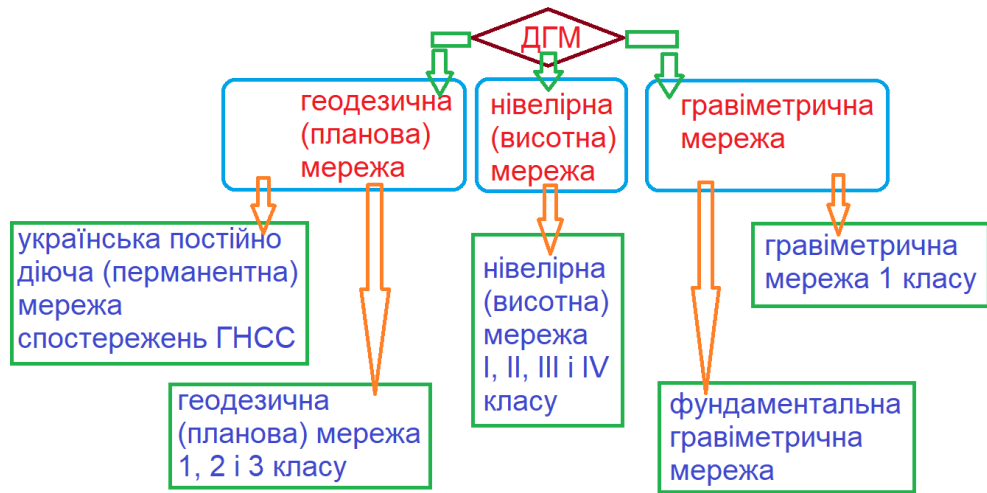 ДГМ
геодезична
(планова)
мережа
нівелірна
(висотна)
мережа
гравіметрична
мережа
українська постійно
діюча (перманентна)
мережа
спостережень ГНСС
геодезична
(планова) мережа
1, 2 і 3 класу
нівелірна
(висотна)
мережа
I, II, III і IV
класу
гравіметрична
мережа 1 класу
фундаментальна
гравіметрична
мережа